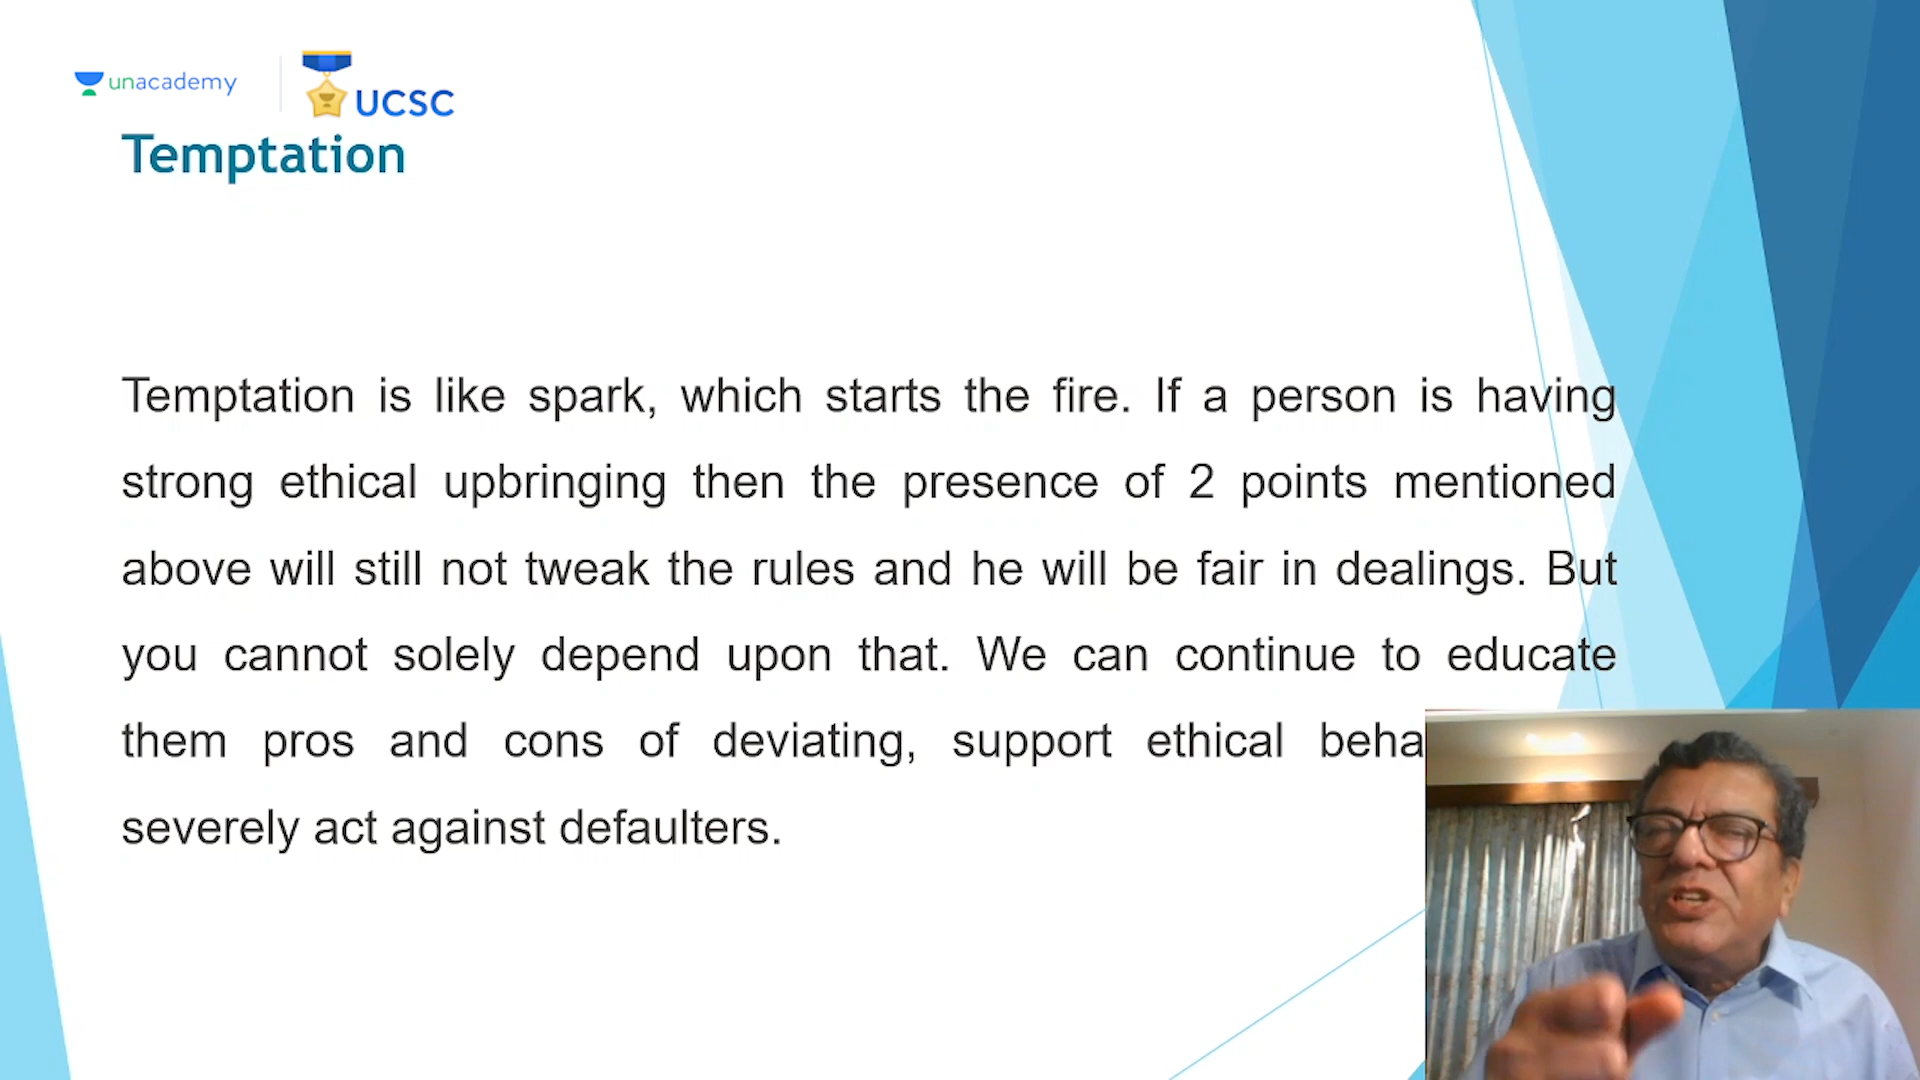 unacademy
UCSC
Temptation
Temptation is like spark, which starts the fire. If a person is having
strong ethical upbringing then the presence of 2 points mentioned
above will still not tweak the rules and he will be fair in dealings. But
you cannot solely depend upon that. We can continue to educate
them pros and cons of deviating, support ethical
severely act against defaulters.